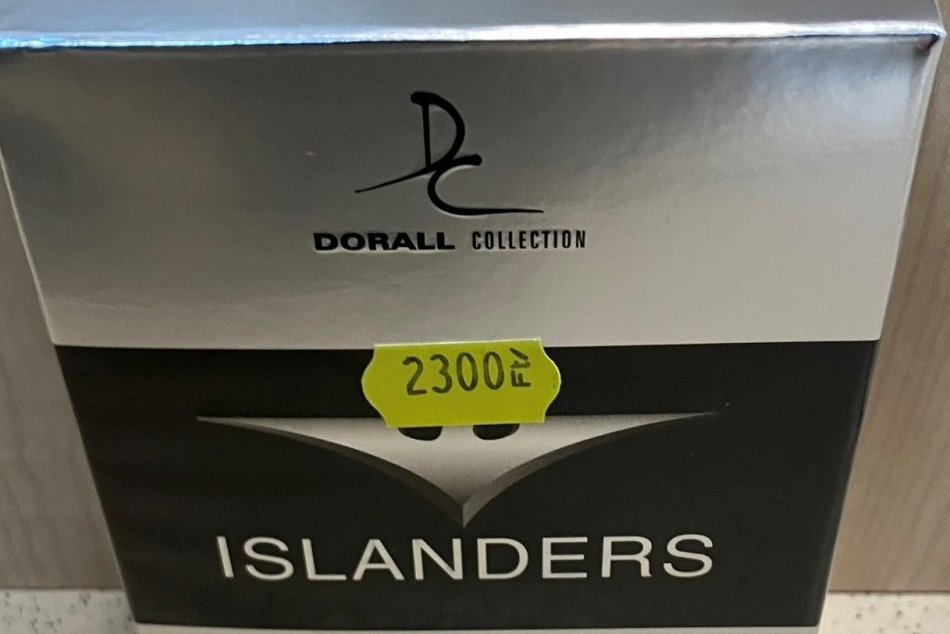 DC
DORALL COLLECTION
2300 Ft
ISLANDERS